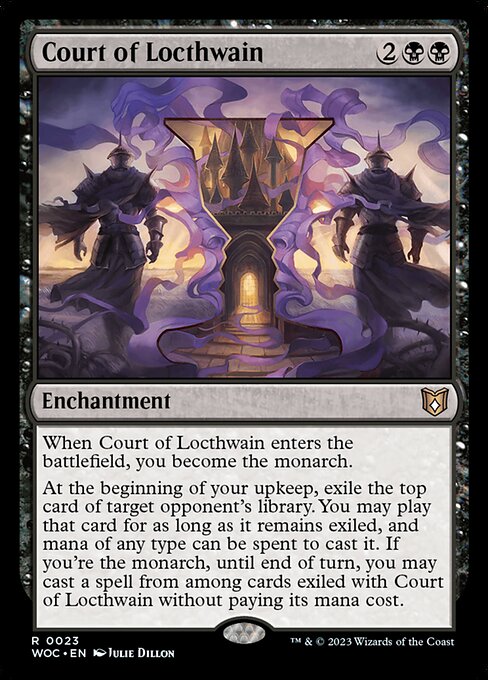 Court of Locthwain 2
Enchantment
When Court of Locthwain enters the
battlefield, you become the monarch.
At the beginning of your upkeep, exile the top
card of target opponent's library. You may play
that card for as long as it remains exiled, and
mana of any type can be spent to cast it. If
you're the monarch, until end of turn, you may
cast a spell from among cards exiled with Court
of Locthwain without paying its mana cost.
R 0023
WOC • EN Julie Dillon
™ & © 2023 Wizards of the Coast